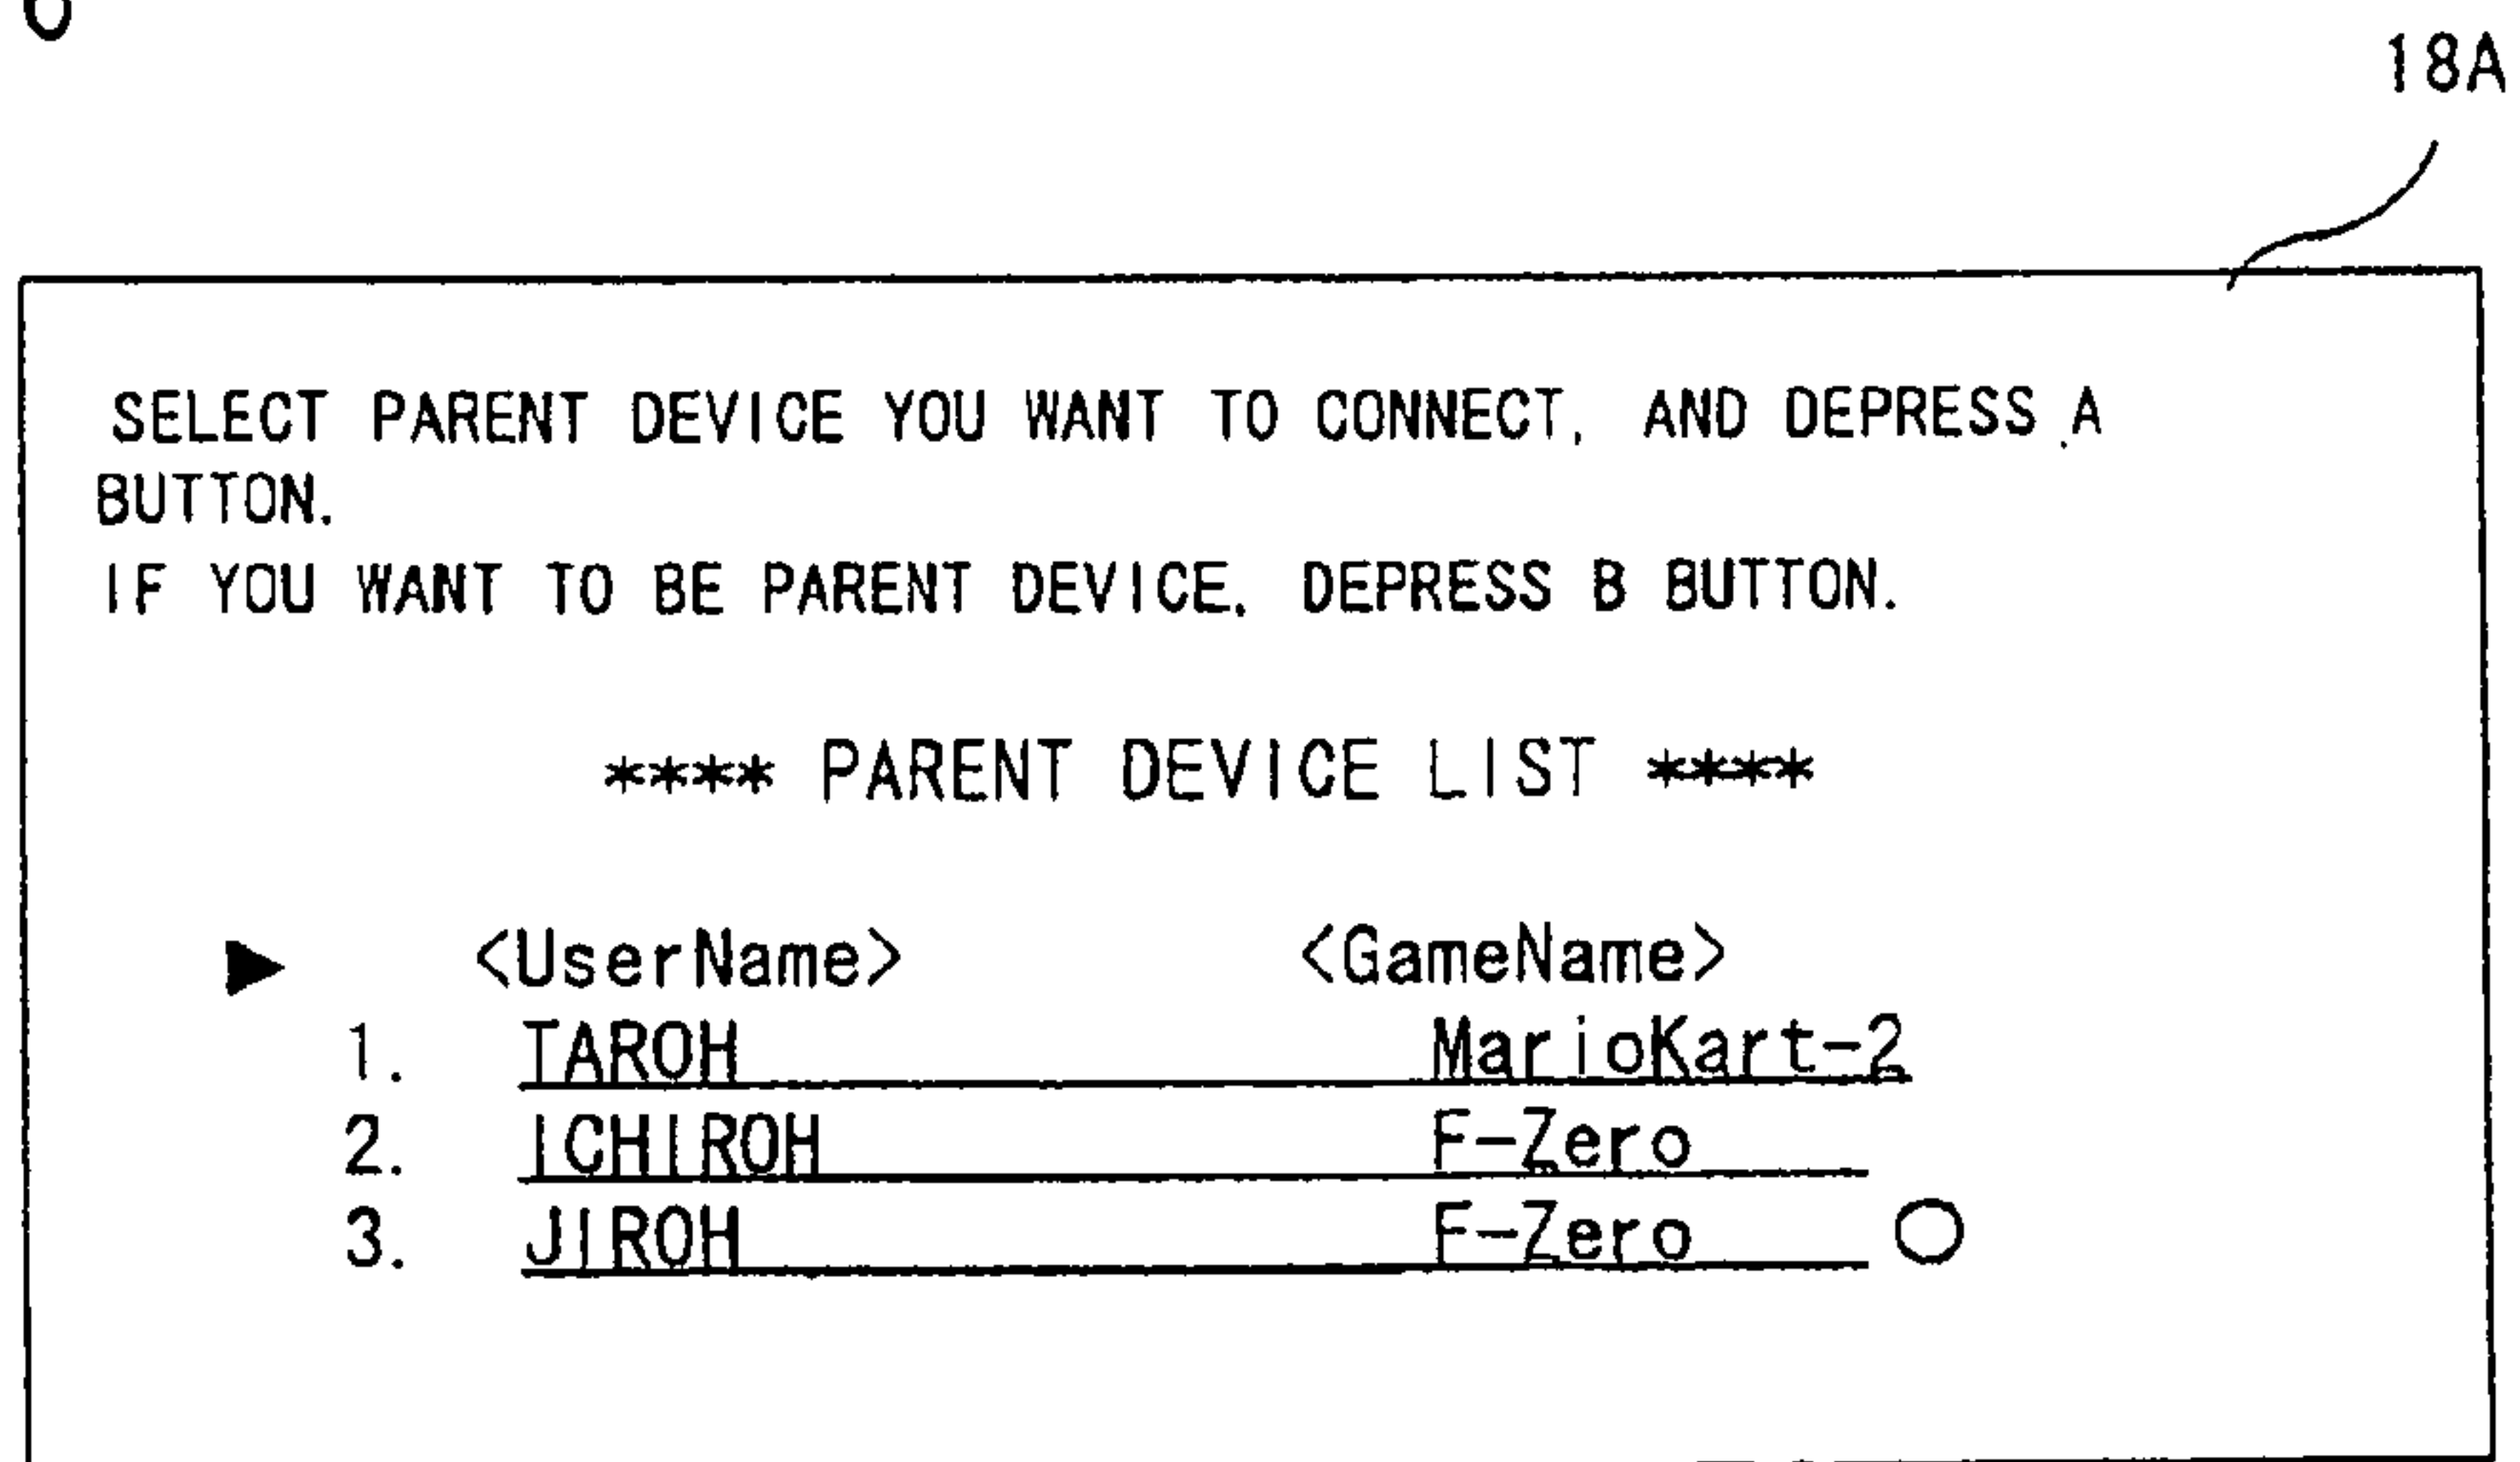 18A
SELECT PARENT DEVICE YOU WANT TO CONNECT, AND DEPRESS A
BUTTON.
IF YOU WANT TO BE PARENT DEVICE, DEPRESS B BUTTON.
**** PARENT DEVICE LIST ****
▶ <UserName> <GameName>
1. TAROH MarioKart-2
2. ICHIROH F-Zero
3. JIROH F-Zero ○